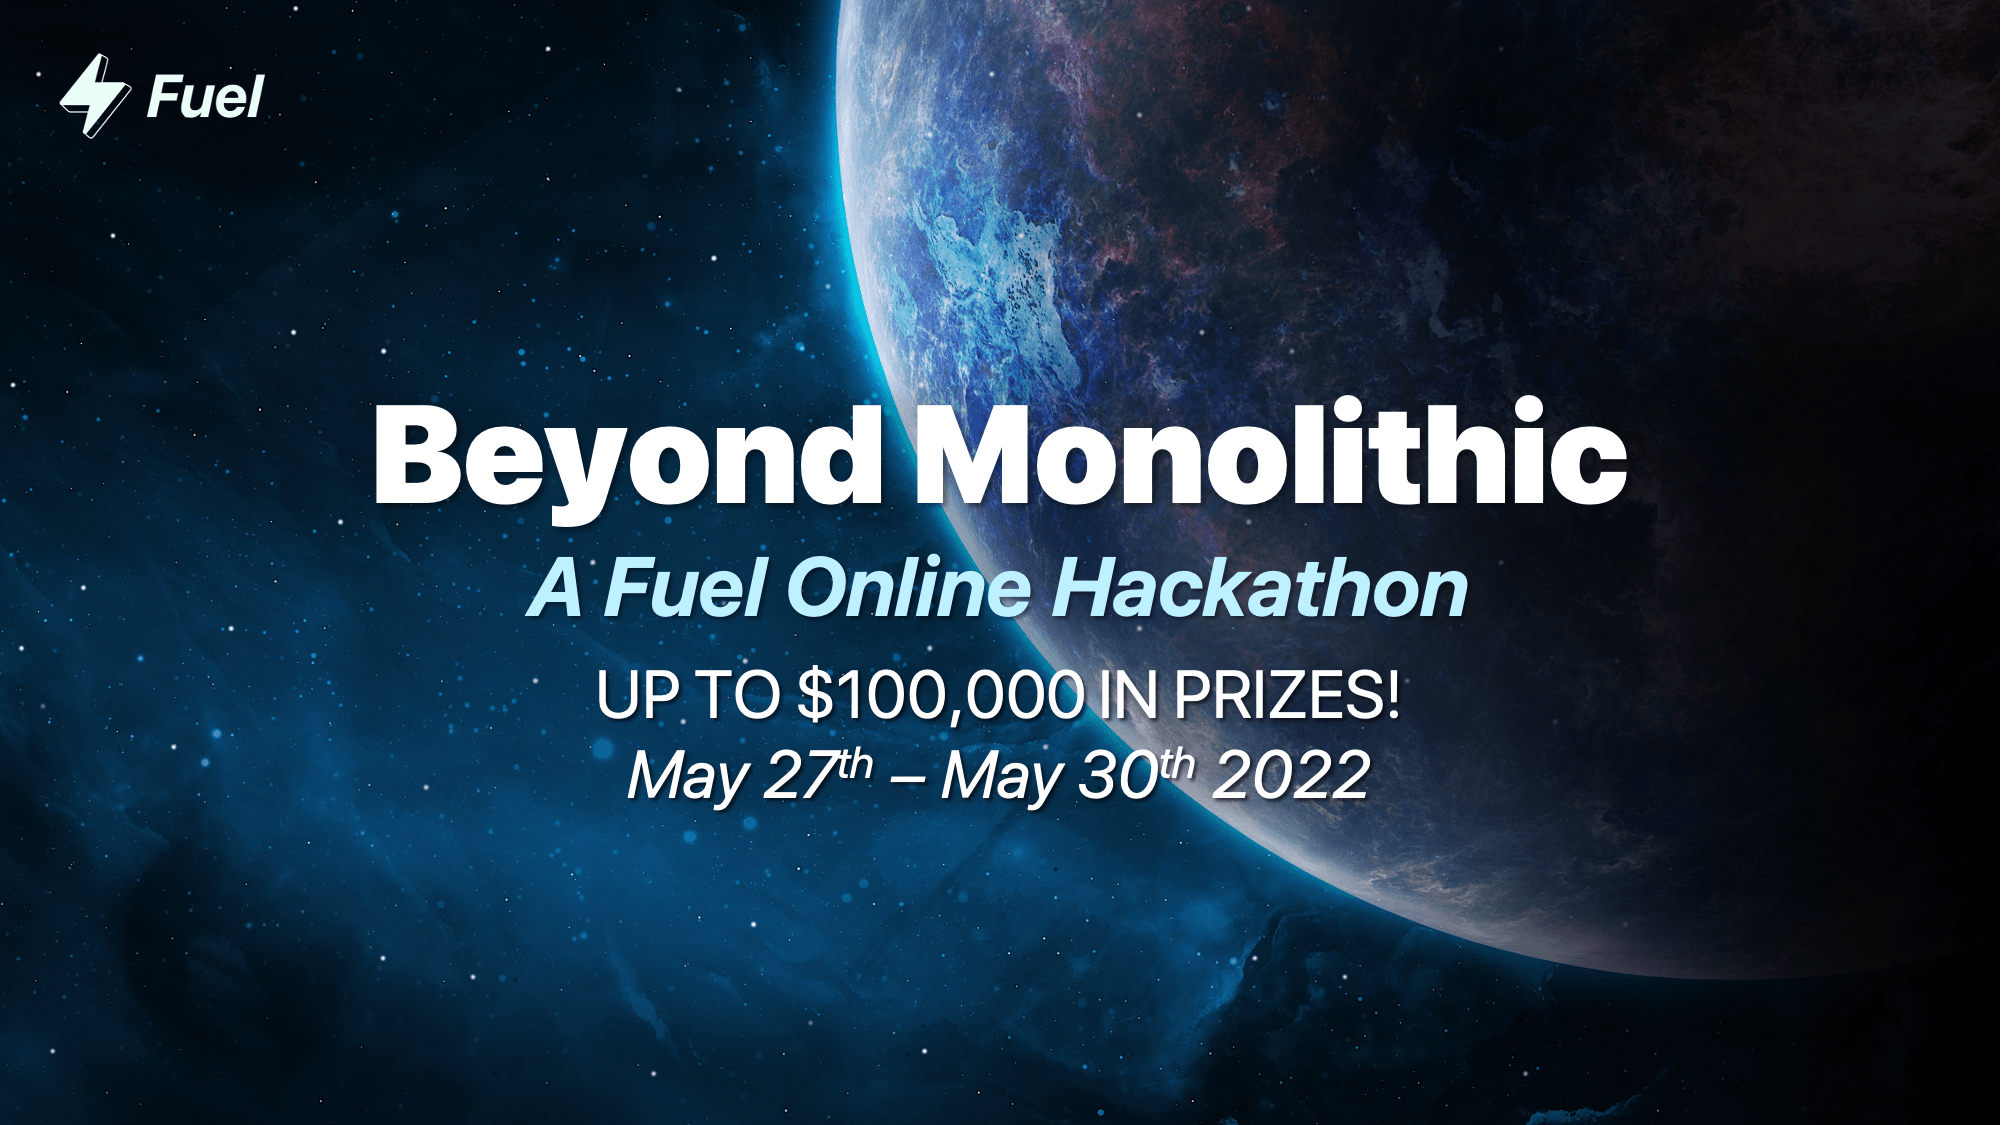 Fuel
Beyond Monolithic
A Fuel Online Hackathon
UP TO $100,000 IN PRIZES!
May 27th – May 30th 2022